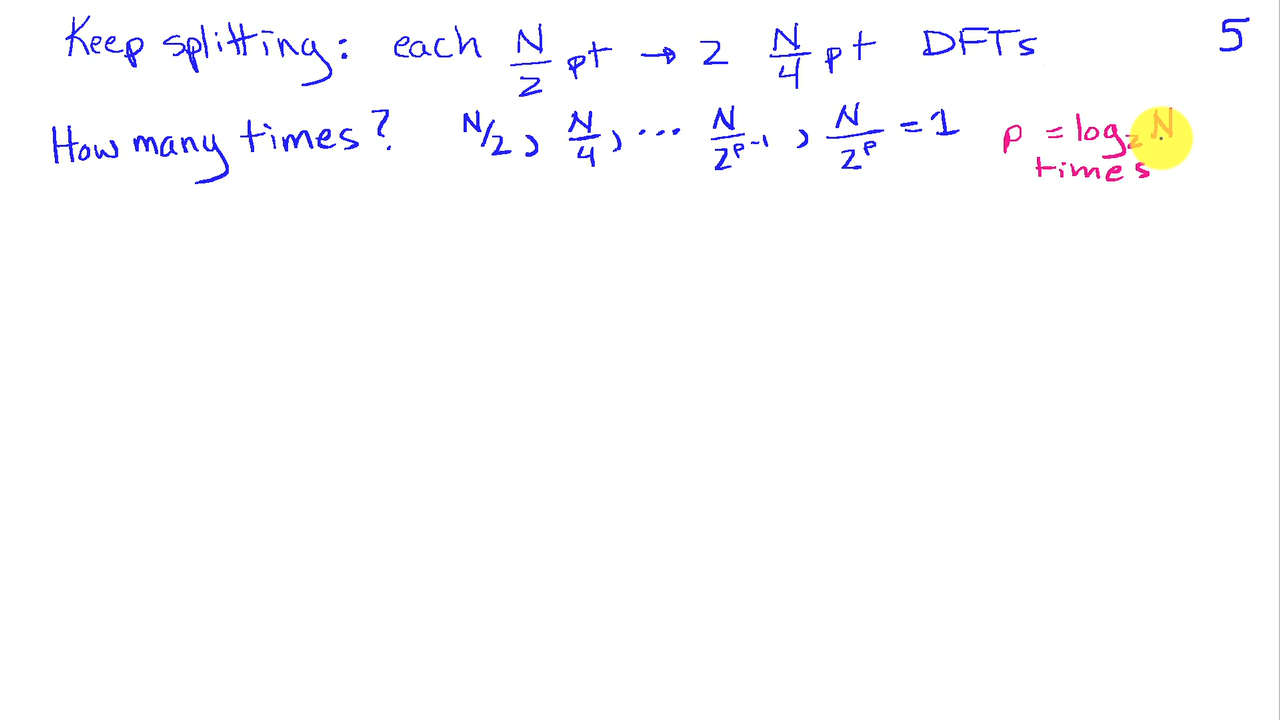 Keep splitting: each N/2 pt → 2 N/4 pt DFTs 5
How many times? N/2, N/4, ... N/2^(p-1), N/2^p = 1 p = log₂ N
times